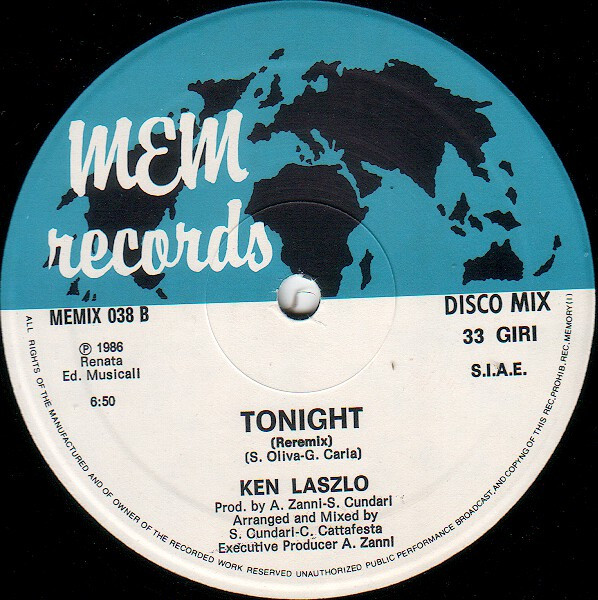 MEM
records
MEMIX 038 B
DISCO MIX
33 GIRI
S.I.A.E.
℗ 1986
Renata
Ed. Musicali
6:50
TONIGHT
(Reremix)
(S. Oliva-G. Carla)
KEN LASZLO
Prod. by A. Zanni-S. Cundari
Arranged and Mixed by
S. Cundari-C. Cattafesta
Executive Producer A. Zanni
ALL RIGHTS OF THE MANUFACTURED AND OF OWNER OF THE RECORDED WORK RESERVED UNAUTHORIZED PUBLIC PERFORMANCE BROADCAST, AND COPYNG OF THIS REC. PROHIB. REC. MEMORY (I)